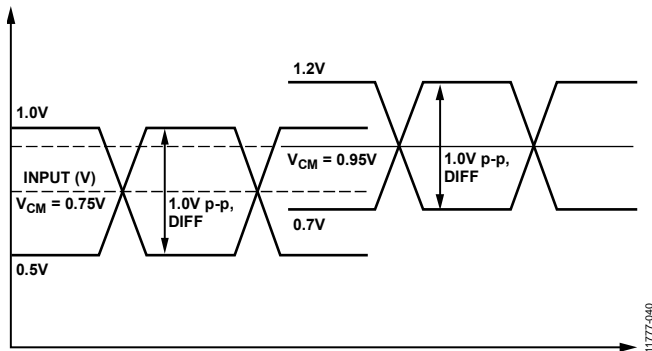 1.2V
1.0V
INPUT (V)
V_CM = 0.75V
1.0V p-p,
DIFF
0.5V
V_CM = 0.95V
1.0V p-p,
DIFF
0.7V
11777-040